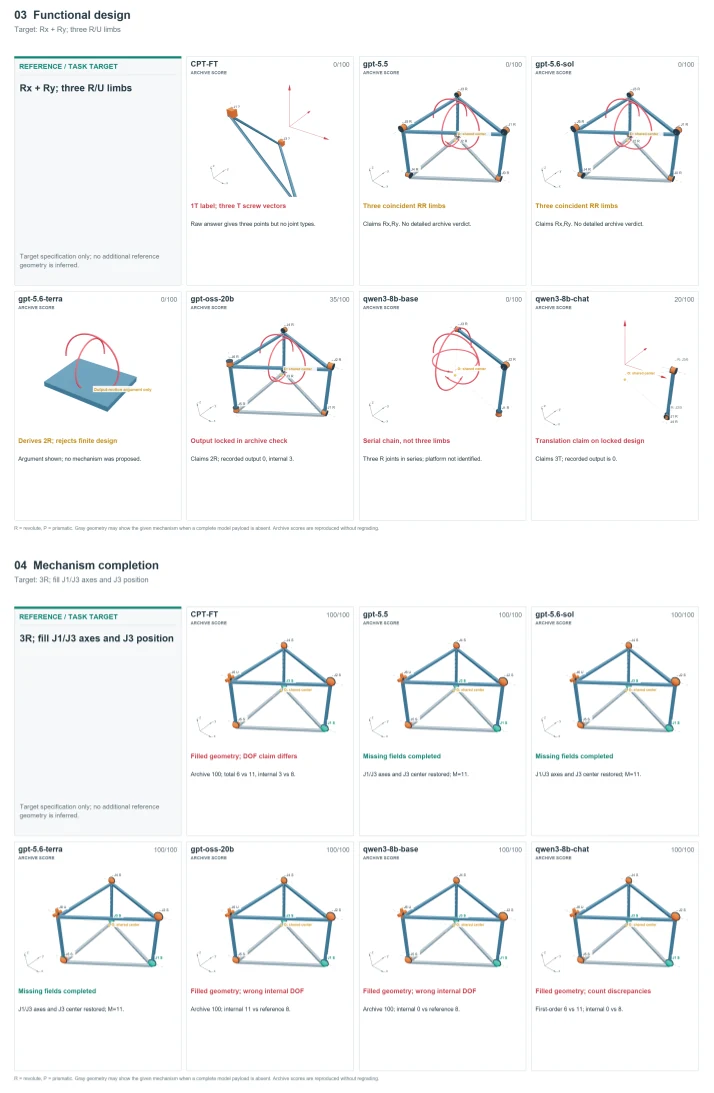 03 Functional design
Target: Rx + Ry; three R/U limbs
REFERENCE / TASK TARGET
Rx + Ry; three R/U limbs
Target specification only; no additional reference
geometry is inferred.
CPT-FT 0/100
ARCHIVE SCORE
1T label; three T screw vectors
Raw answer gives three points but no joint types.
gpt-5.5 0/100
ARCHIVE SCORE
Three coincident RR limbs
Claims Rx,Ry. No detailed archive verdict.
gpt-5.6-sol 0/100
ARCHIVE SCORE
Three coincident RR limbs
Claims Rx,Ry. No detailed archive verdict.
gpt-5.6-terra 0/100
ARCHIVE SCORE
Output-motion argument only
Derives 2R; rejects finite design
Argument shown; no mechanism was proposed.
gpt-oss-20b 35/100
ARCHIVE SCORE
Output locked in archive check
Claims 2R; recorded output 0, internal 3.
qwen3-8b-base 0/100
ARCHIVE SCORE
Serial chain, not three limbs
Three R joints in series; platform not identified.
qwen3-8b-chat 20/100
ARCHIVE SCORE
Translation claim on locked design
Claims 3T; recorded output is 0.
R = revolute, P = prismatic. Gray geometry may show the given mechanism when a complete model payload is absent. Archive scores are reproduced without regrading.
04 Mechanism completion
Target: 3R; fill J1/J3 axes and J3 position
REFERENCE / TASK TARGET
3R; fill J1/J3 axes and J3 position
Target specification only; no additional reference
geometry is inferred.
CPT-FT 100/100
ARCHIVE SCORE
Filled geometry; DOF claim differs
Archive 100; total 6 vs 11, internal 3 vs 8.
gpt-5.5 100/100
ARCHIVE SCORE
Missing fields completed
J1/J3 axes and J3 center restored; M=11.
gpt-5.6-sol 100/100
ARCHIVE SCORE
Missing fields completed
J1/J3 axes and J3 center restored; M=11.
gpt-5.6-terra 100/100
ARCHIVE SCORE
Missing fields completed
J1/J3 axes and J3 center restored; M=11.
gpt-oss-20b 100/100
ARCHIVE SCORE
Filled geometry; wrong internal DOF
Archive 100; internal 11 vs reference 8.
qwen3-8b-base 100/100
ARCHIVE SCORE
Filled geometry; wrong internal DOF
Archive 100; internal 0 vs reference 8.
qwen3-8b-chat 100/100
ARCHIVE SCORE
Filled geometry; count discrepancies
First-order 6 vs 11; internal 0 vs 8.
R = revolute, P = prismatic. Gray geometry may show the given mechanism when a complete model payload is absent. Archive scores are reproduced without regrading.